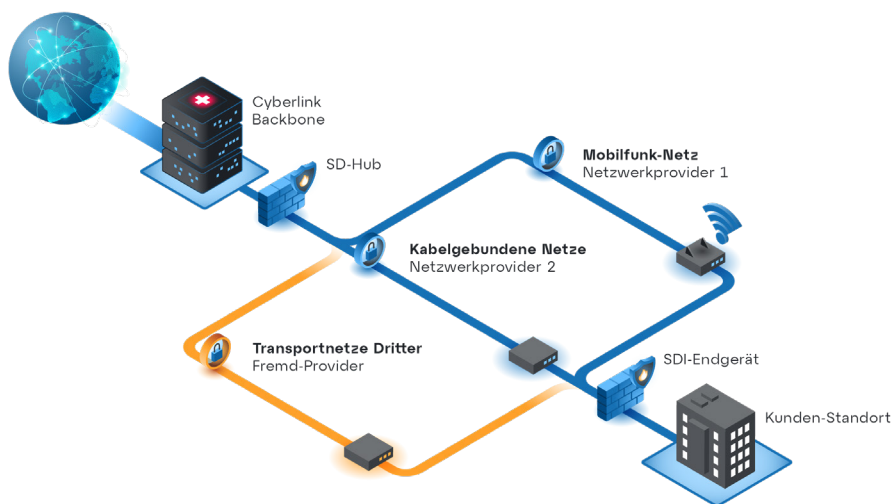 Cyberlink
Backbone
SD-Hub
Mobilfunk-Netz
Netzwerkprovider 1
Kabelgebundene Netze
Netzwerkprovider 2
Transportnetze Dritter
Fremd-Provider
SDI-Endgerät
Kunden-Standort